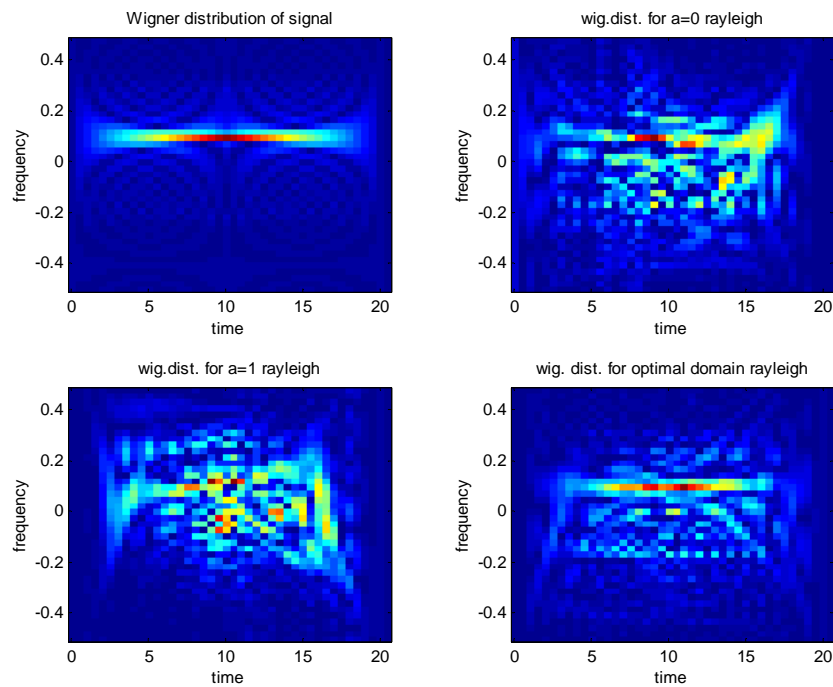 Wigner distribution of signal
0.4
0.2
0
-0.2
-0.4
frequency
0 5 10 15 20
time
wig.dist. for a=0 rayleigh
0.4
0.2
0
-0.2
-0.4
frequency
0 5 10 15 20
time
wig.dist. for a=1 rayleigh
0.4
0.2
0
-0.2
-0.4
frequency
0 5 10 15 20
time
wig. dist. for optimal domain rayleigh
0.4
0.2
0
-0.2
-0.4
frequency
0 5 10 15 20
time